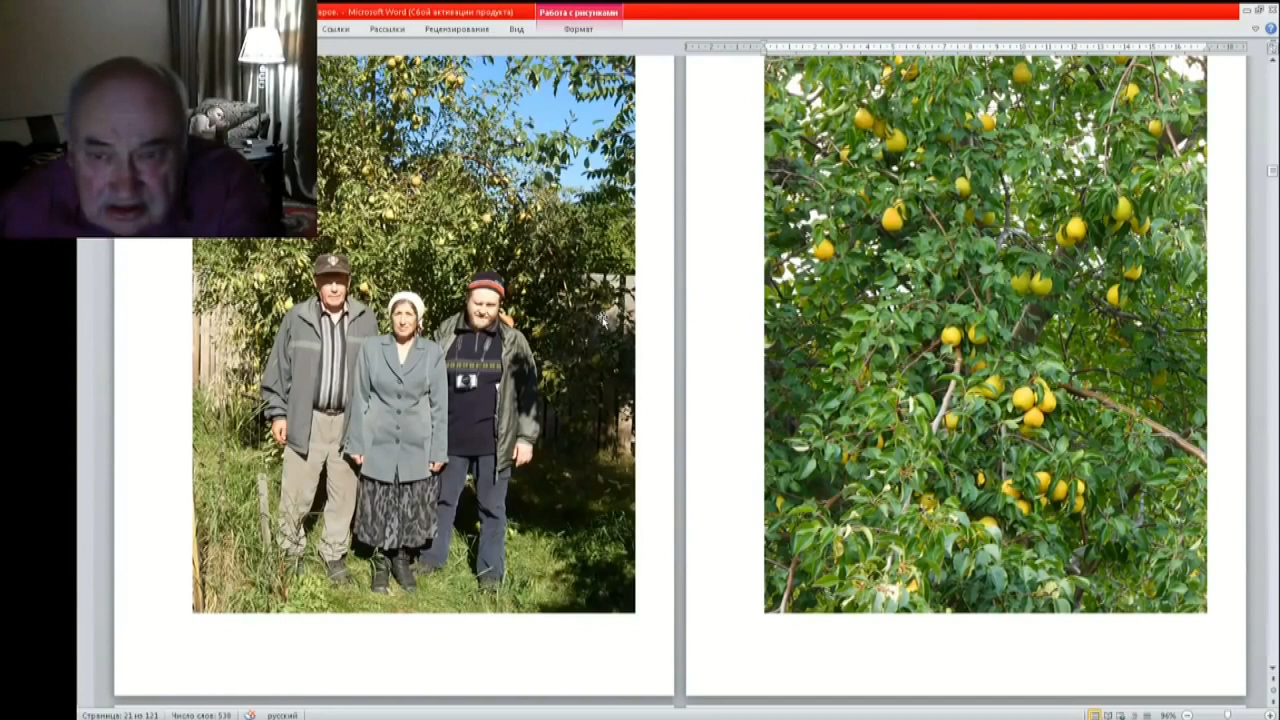 аров. - Microsoft Word (Сбой активации продукта)
Работа с рисунками
Ссылки Рассылки Рецензирование Вид Формат
Страница: 21 из 121 Число слов: 538 русский 96%